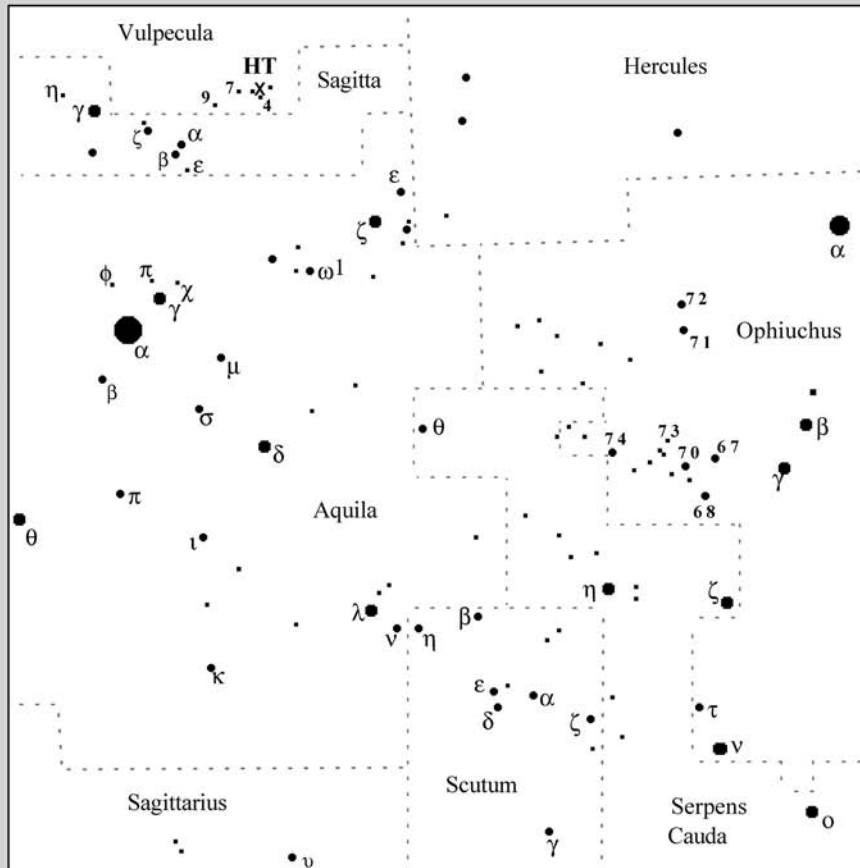 Vulpecula
HT
Hercules
η
7
X
Sagitta
γ
9
4
ζ
α
β
ε
ε
ζ
α
ω1
ϕ
π
χ
γ
72
71
Ophiuchus
α
μ
β
σ
θ
β
δ
74
73
70
67
γ
68
π
Aquila
θ
ι
η
ζ
λ
β
ν
η
κ
ε
α
δ
ζ
τ
ν
Scutum
Sagittarius
Serpens
Cauda
ο
γ
υ